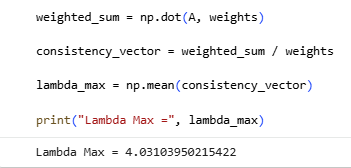 weighted_sum = np.dot(A, weights)
consistency_vector = weighted_sum / weights
lambda_max = np.mean(consistency_vector)
print("Lambda Max =", lambda_max)
Lambda Max = 4.03103950215422